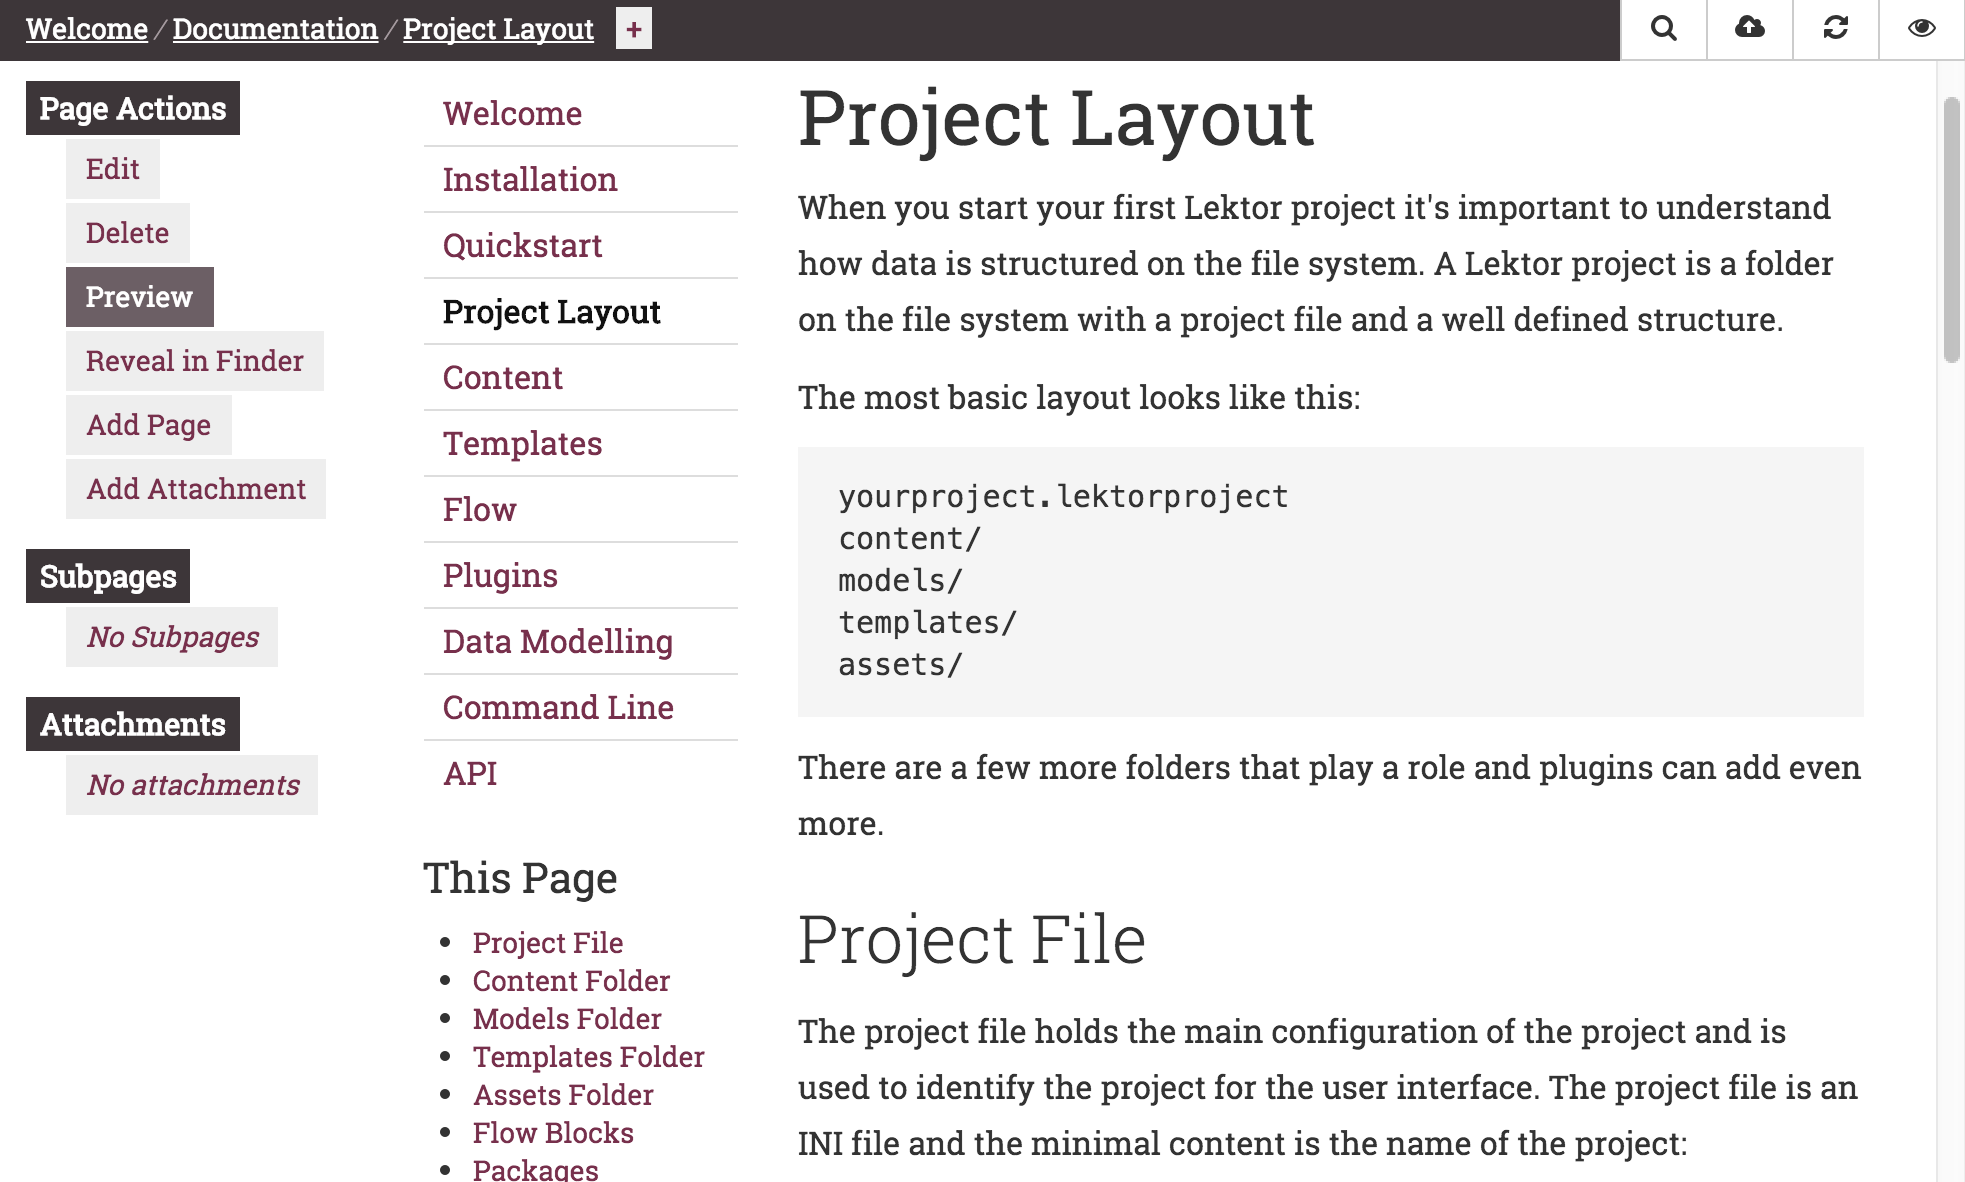 Welcome / Documentation / Project Layout +
Page Actions
Edit
Delete
Preview
Reveal in Finder
Add Page
Add Attachment
Subpages
No Subpages
Attachments
No attachments
Welcome
Installation
Quickstart
Project Layout
Content
Templates
Flow
Plugins
Data Modelling
Command Line
API
This Page
Project File
Content Folder
Models Folder
Templates Folder
Assets Folder
Flow Blocks
Packages
Project Layout
When you start your first Lektor project it's important to understand
how data is structured on the file system. A Lektor project is a folder
on the file system with a project file and a well defined structure.
The most basic layout looks like this:
yourproject.lektorproject
content/
models/
templates/
assets/
There are a few more folders that play a role and plugins can add even
more.
Project File
The project file holds the main configuration of the project and is
used to identify the project for the user interface. The project file is an
INI file and the minimal content is the name of the project: